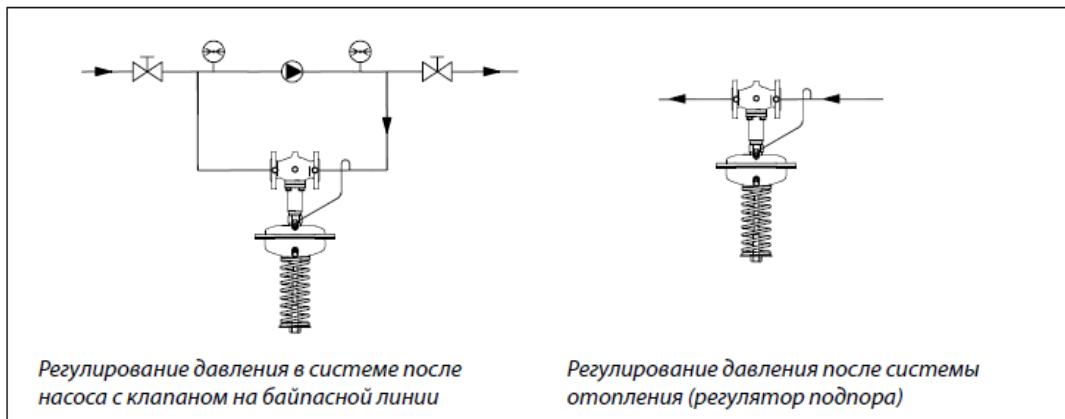 Регулирование давления в системе после
насоса с клапаном на байпасной линии
Регулирование давления после системы
отопления (регулятор подпора)